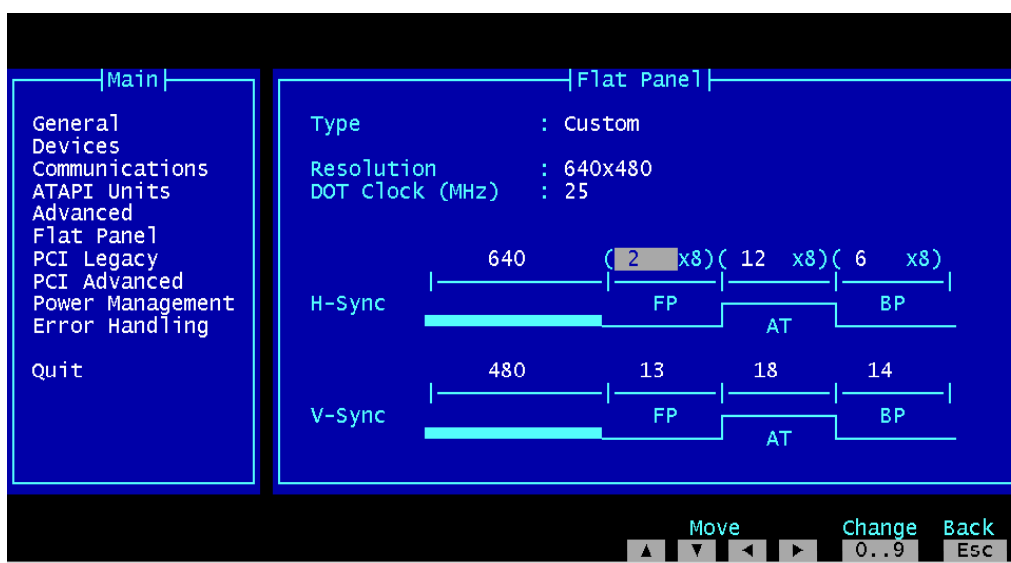 Main
General
Devices
Communications
ATAPI Units
Advanced
Flat Panel
PCI Legacy
PCI Advanced
Power Management
Error Handling
Quit
Flat Panel
Type : Custom
Resolution : 640x480
DOT Clock (MHz) : 25
640 ( 2 x8)( 12 x8)( 6 x8)
H-Sync FP AT BP
480 13 18 14
V-Sync FP AT BP
Move Change Back
▲ ▼ ◄ ► 0..9 Esc